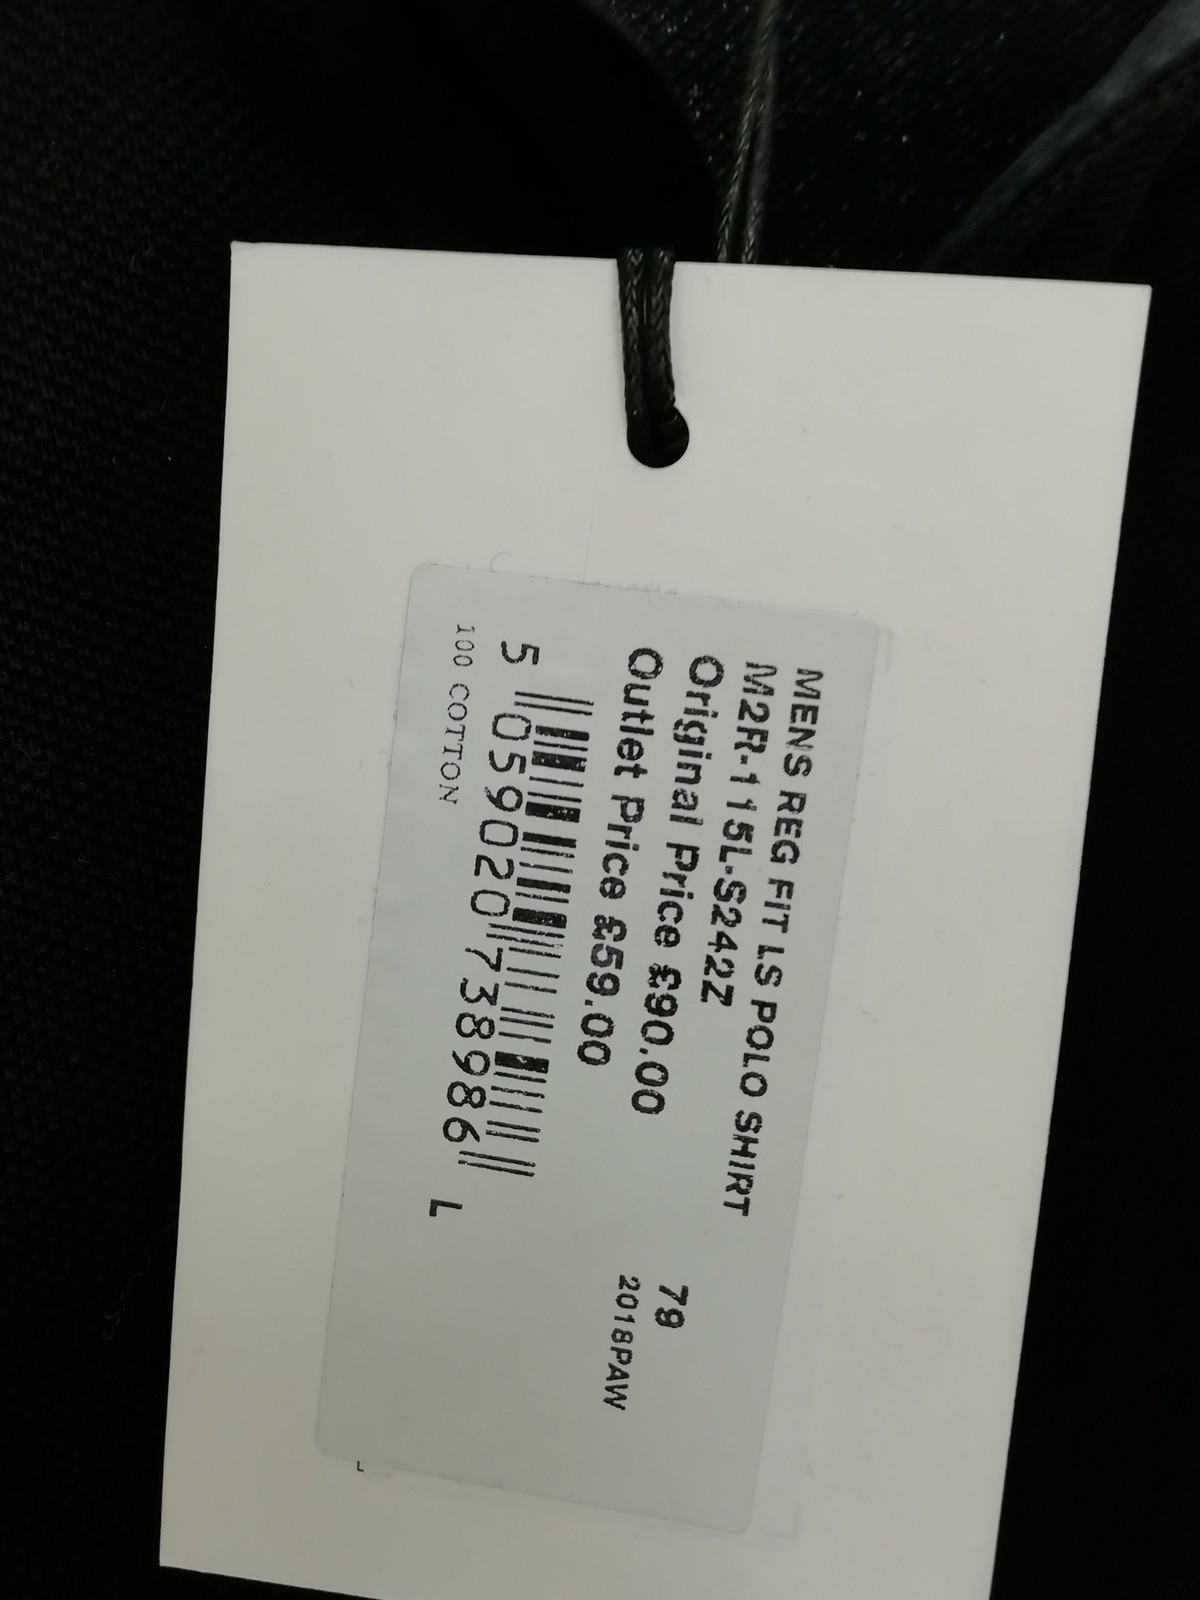 MENS REG FIT LS POLO SHIRT
M2R-115L-S242Z
Original Price £90.00 79
Outlet Price £59.00 2018PAW
5 059020 738986 L
100 COTTON
L